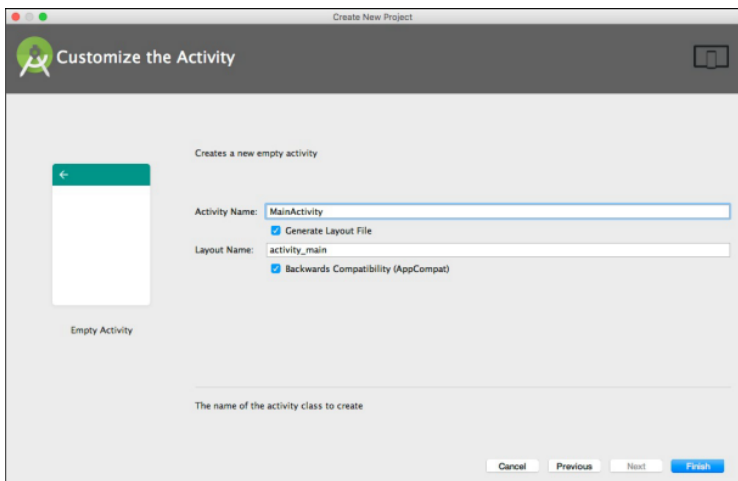 Create New Project
Customize the Activity
Creates a new empty activity
Activity Name: MainActivity
Generate Layout File
Layout Name: activity_main
Backwards Compatibility (AppCompat)
Empty Activity
The name of the activity class to create
Cancel Previous Next Finish